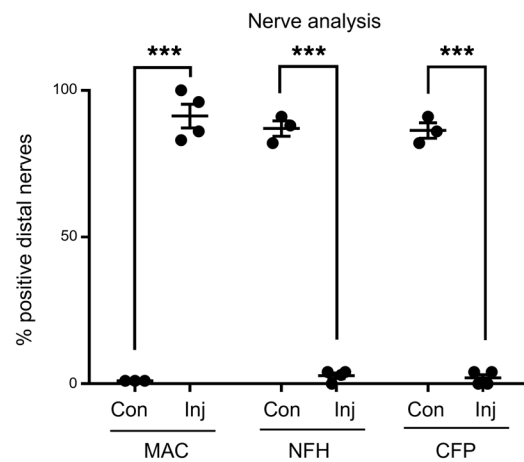 Nerve analysis
*** *** ***
100
50
0
% positive distal nerves
Con Inj Con Inj Con Inj
MAC NFH CFP